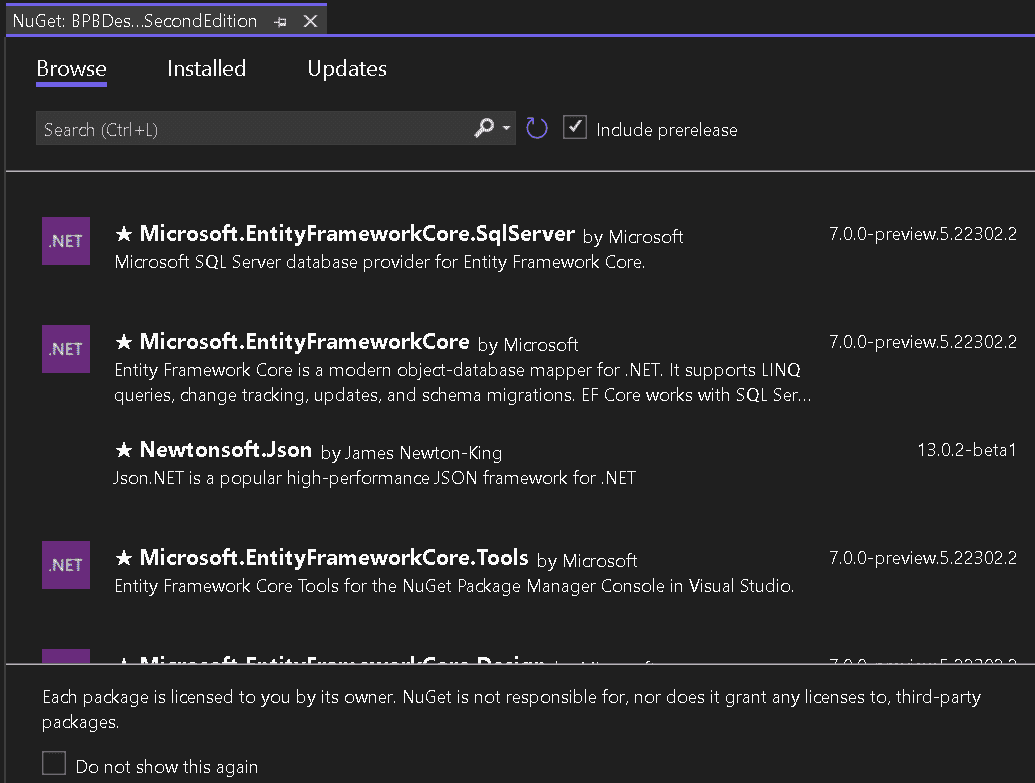 NuGet: BPBDes...SecondEdition
Browse Installed Updates
Search (Ctrl+L) Include prerelease
.NET ★ Microsoft.EntityFrameworkCore.SqlServer by Microsoft 7.0.0-preview.5.22302.2
Microsoft SQL Server database provider for Entity Framework Core.
.NET ★ Microsoft.EntityFrameworkCore by Microsoft 7.0.0-preview.5.22302.2
Entity Framework Core is a modern object-database mapper for .NET. It supports LINQ
queries, change tracking, updates, and schema migrations. EF Core works with SQL Ser...
★ Newtonsoft.Json by James Newton-King 13.0.2-beta1
Json.NET is a popular high-performance JSON framework for .NET
.NET ★ Microsoft.EntityFrameworkCore.Tools by Microsoft 7.0.0-preview.5.22302.2
Entity Framework Core Tools for the NuGet Package Manager Console in Visual Studio.
Microsoft.EntityFrameworkCore.Design
Each package is licensed to you by its owner. NuGet is not responsible for, nor does it grant any licenses to, third-party
packages.
Do not show this again